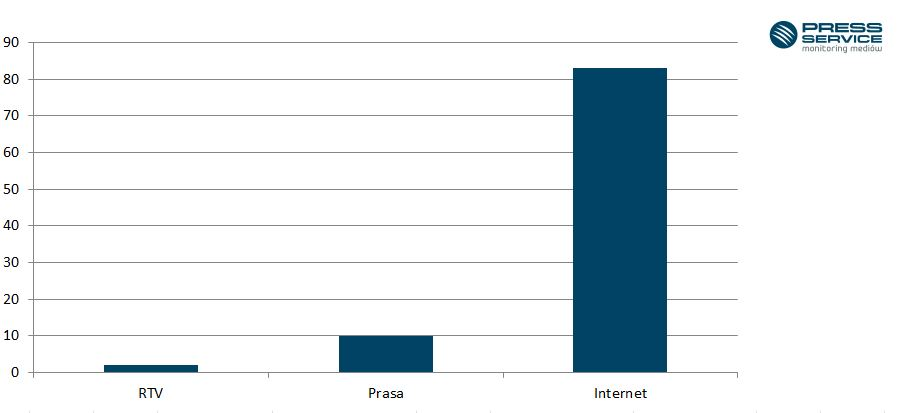 PRESS
SERVICE
monitoring mediów
90
80
70
60
50
40
30
20
10
0
RTV Prasa Internet